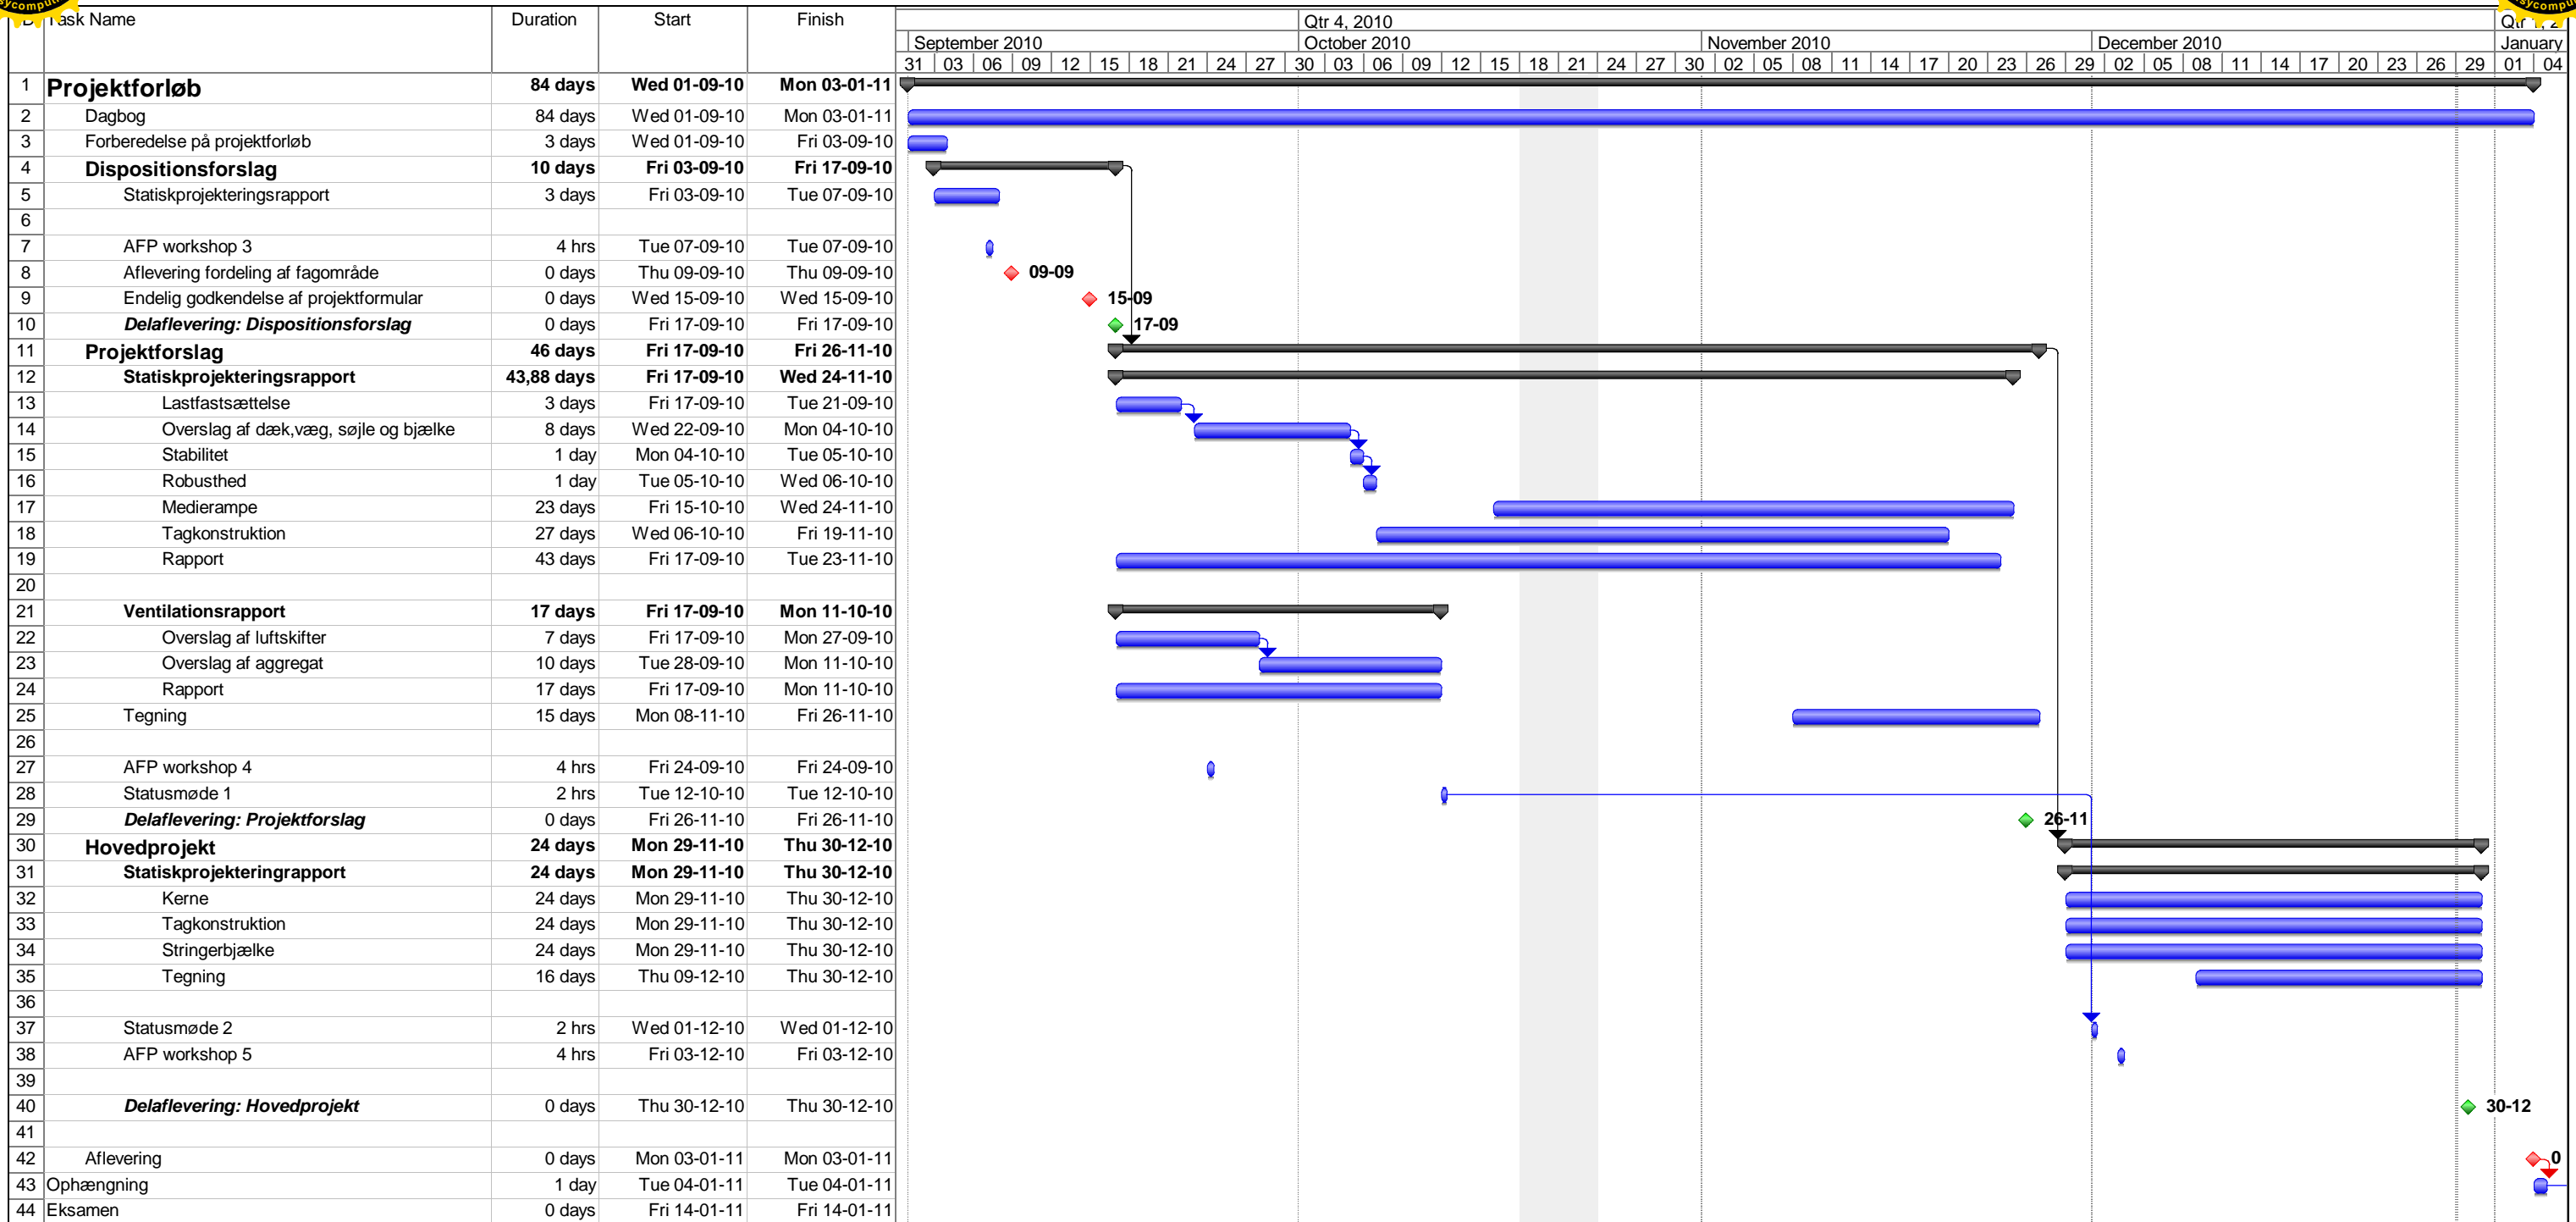 Task Name Duration Start Finish Qtr 4, 2010
September 2010 October 2010 November 2010 December 2010 January
31 03 06 09 12 15 18 21 24 27 30 03 06 09 12 15 18 21 24 27 30 02 05 08 11 14 17 20 23 26 29 02 05 08 11 14 17 20 23 26 29 01 04
1 Projektforløb 84 days Wed 01-09-10 Mon 03-01-11
2 Dagbog 84 days Wed 01-09-10 Mon 03-01-11
3 Forberedelse på projektforløb 3 days Wed 01-09-10 Fri 03-09-10
4 Dispositionsforslag 10 days Fri 03-09-10 Fri 17-09-10
5 Statiskprojekteringsrapport 3 days Fri 03-09-10 Tue 07-09-10
6
7 AFP workshop 3 4 hrs Tue 07-09-10 Tue 07-09-10
8 Aflevering fordeling af fagområde 0 days Thu 09-09-10 Thu 09-09-10 09-09
9 Endelig godkendelse af projektformular 0 days Wed 15-09-10 Wed 15-09-10 15-09
10 Delaflevering: Dispositionsforslag 0 days Fri 17-09-10 Fri 17-09-10 17-09
11 Projektforslag 46 days Fri 17-09-10 Fri 26-11-10
12 Statiskprojekteringsrapport 43,88 days Fri 17-09-10 Wed 24-11-10
13 Lastfastsættelse 3 days Fri 17-09-10 Tue 21-09-10
14 Overslag af dæk,væg, søjle og bjælke 8 days Wed 22-09-10 Mon 04-10-10
15 Stabilitet 1 day Mon 04-10-10 Tue 05-10-10
16 Robusthed 1 day Tue 05-10-10 Wed 06-10-10
17 Medierampe 23 days Fri 15-10-10 Wed 24-11-10
18 Tagkonstruktion 27 days Wed 06-10-10 Fri 19-11-10
19 Rapport 43 days Fri 17-09-10 Tue 23-11-10
20
21 Ventilationsrapport 17 days Fri 17-09-10 Mon 11-10-10
22 Overslag af luftskifter 7 days Fri 17-09-10 Mon 27-09-10
23 Overslag af aggregat 10 days Tue 28-09-10 Mon 11-10-10
24 Rapport 17 days Fri 17-09-10 Mon 11-10-10
25 Tegning 15 days Mon 08-11-10 Fri 26-11-10
26
27 AFP workshop 4 4 hrs Fri 24-09-10 Fri 24-09-10
28 Statusmøde 1 2 hrs Tue 12-10-10 Tue 12-10-10
29 Delaflevering: Projektforslag 0 days Fri 26-11-10 Fri 26-11-10 26-11
30 Hovedprojekt 24 days Mon 29-11-10 Thu 30-12-10
31 Statiskprojekteringrapport 24 days Mon 29-11-10 Thu 30-12-10
32 Kerne 24 days Mon 29-11-10 Thu 30-12-10
33 Tagkonstruktion 24 days Mon 29-11-10 Thu 30-12-10
34 Stringerbjælke 24 days Mon 29-11-10 Thu 30-12-10
35 Tegning 16 days Thu 09-12-10 Thu 30-12-10
36
37 Statusmøde 2 2 hrs Wed 01-12-10 Wed 01-12-10
38 AFP workshop 5 4 hrs Fri 03-12-10 Fri 03-12-10
39
40 Delaflevering: Hovedprojekt 0 days Thu 30-12-10 Thu 30-12-10 30-12
41
42 Aflevering 0 days Mon 03-01-11 Mon 03-01-11 0
43 Ophængning 1 day Tue 04-01-11 Tue 04-01-11
44 Eksamen 0 days Fri 14-01-11 Fri 14-01-11